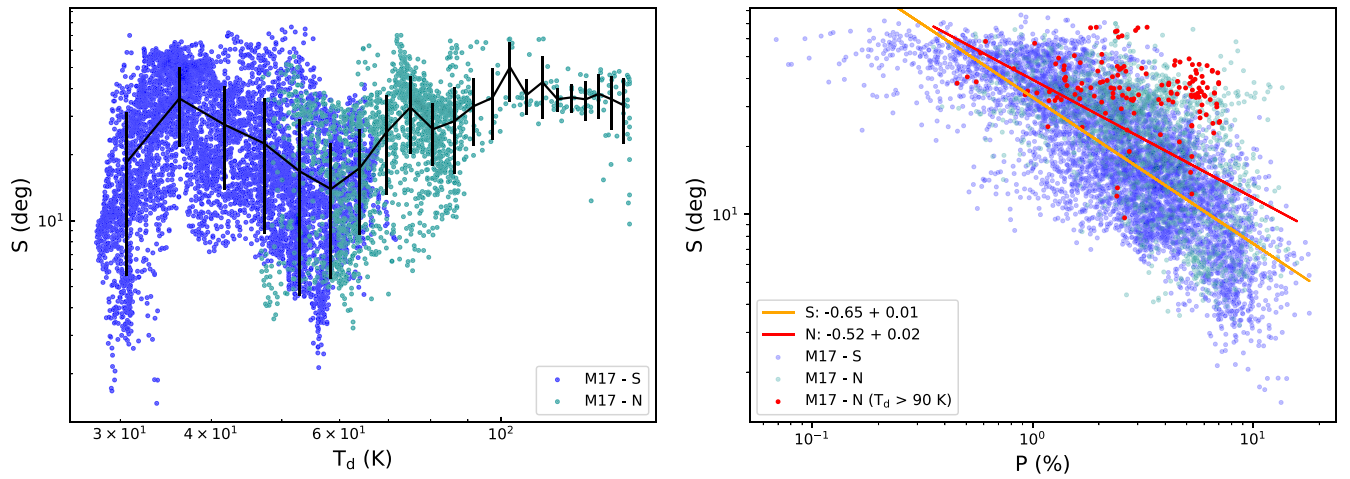 S (deg)
10¹
3 × 10¹
4 × 10¹
6 × 10¹
10²
T_d (K)
M17 - S
M17 - N
S (deg)
10¹
10⁻¹
10⁰
10¹
P (%)
S: -0.65 + 0.01
N: -0.52 + 0.02
M17 - S
M17 - N
M17 - N (T_d > 90 K)